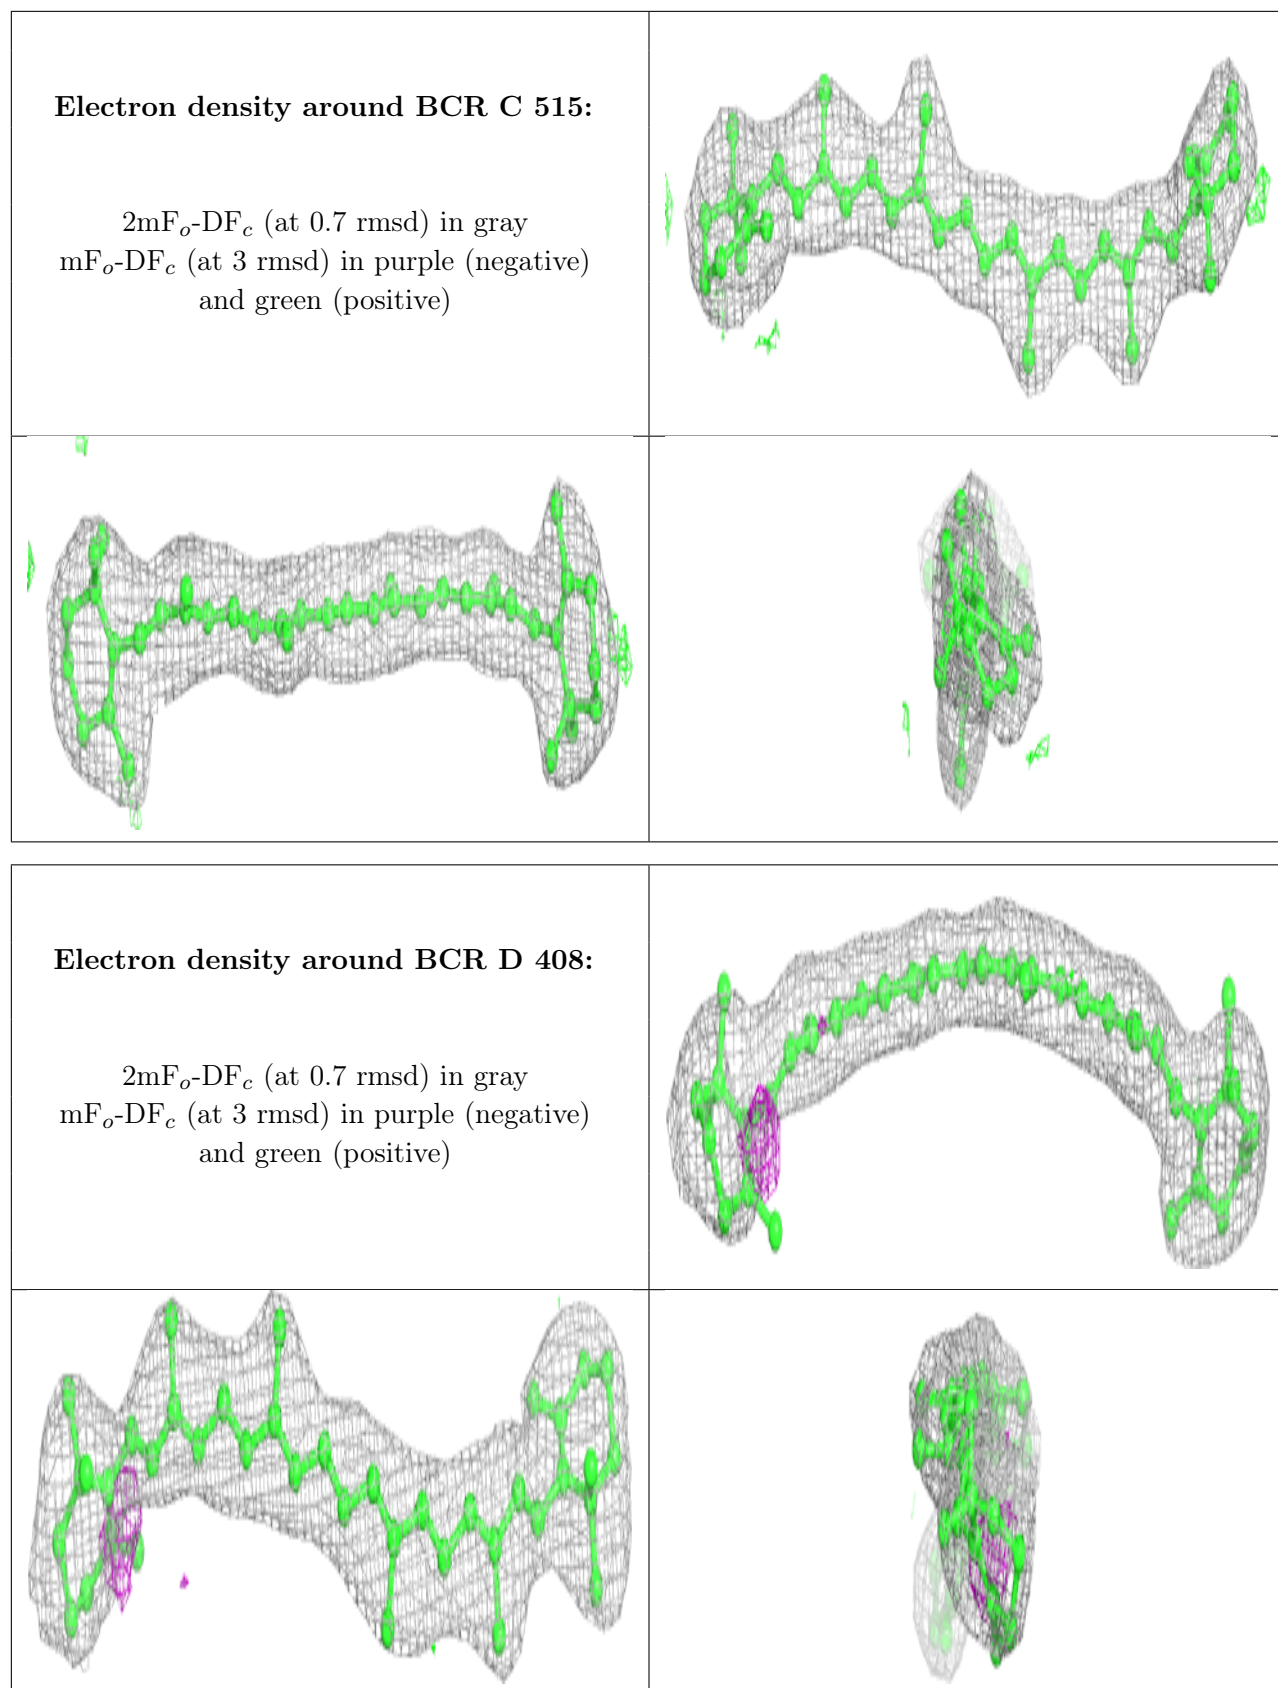 Electron density around BCR C 515:
2mFₒ-DF𝒸 (at 0.7 rmsd) in gray
mFₒ-DF𝒸 (at 3 rmsd) in purple (negative)
and green (positive)
Electron density around BCR D 408:
2mFₒ-DF𝒸 (at 0.7 rmsd) in gray
mFₒ-DF𝒸 (at 3 rmsd) in purple (negative)
and green (positive)